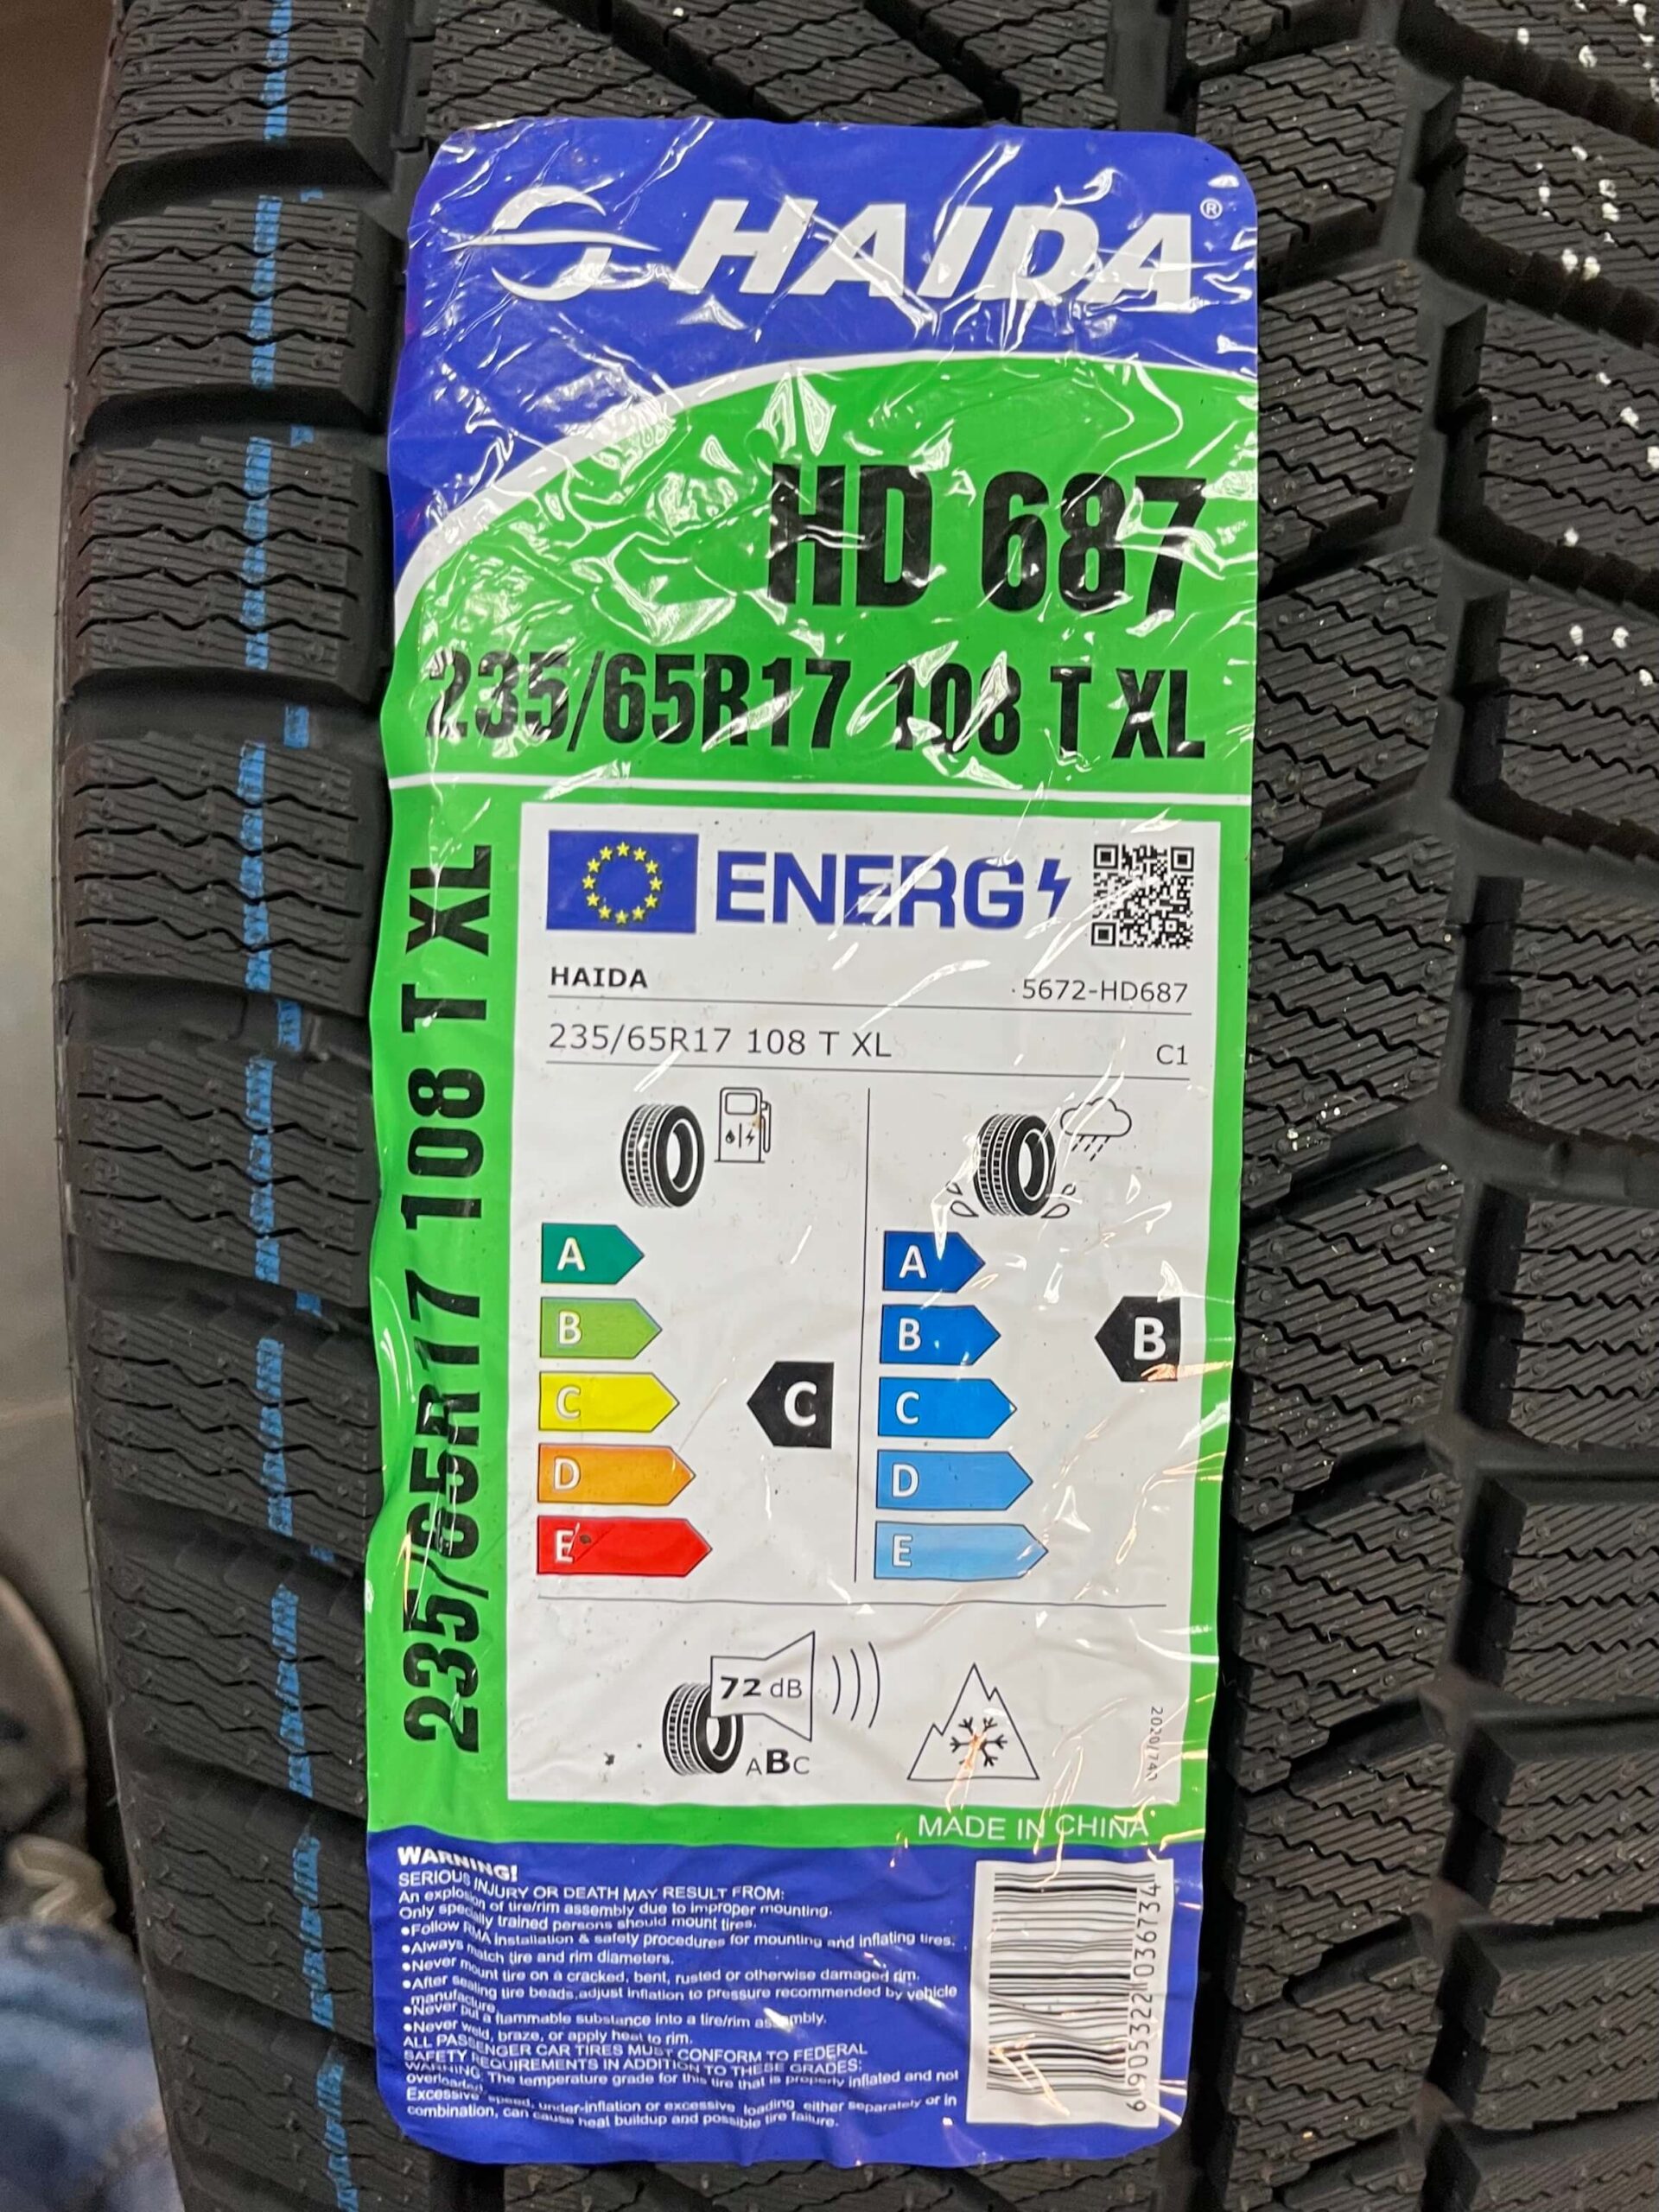 HAIDA®
HD 687
235/65R17 108 T XL
235/65R17 108 T XL
ENERG
HAIDA 5672-HD687
235/65R17 108 T XL C1
A
B
C
D
E
C
A
B
C
D
E
B
72 dB
ABC
2020/740
MADE IN CHINA
WARNING!
SERIOUS INJURY OR DEATH MAY RESULT FROM:
An explosion of tire/rim assembly due to improper mounting.
Only specially trained persons should mount tires.
•Follow RMA installation & safety procedures for mounting and inflating tires.
•Always match tire and rim diameters.
•Never mount tire on a cracked, bent, rusted or otherwise damaged rim.
•After seating tire beads,adjust inflation to pressure recommended by vehicle
manufacture
•Never put a flammable substance into a tire/rim assembly.
•Never weld, braze, or apply heat to rim.
ALL PASSENGER CAR TIRES MUST CONFORM TO FEDERAL
SAFETY REQUIREMENTS IN ADDITION TO THESE GRADES:
WARNING: The temperature grade for this tire that is properly inflated and not
overloaded.
Excessive speed, under-inflation or excessive loading either separately or in
combination, can cause heat buildup and possible tire failure.
6 905322 036734